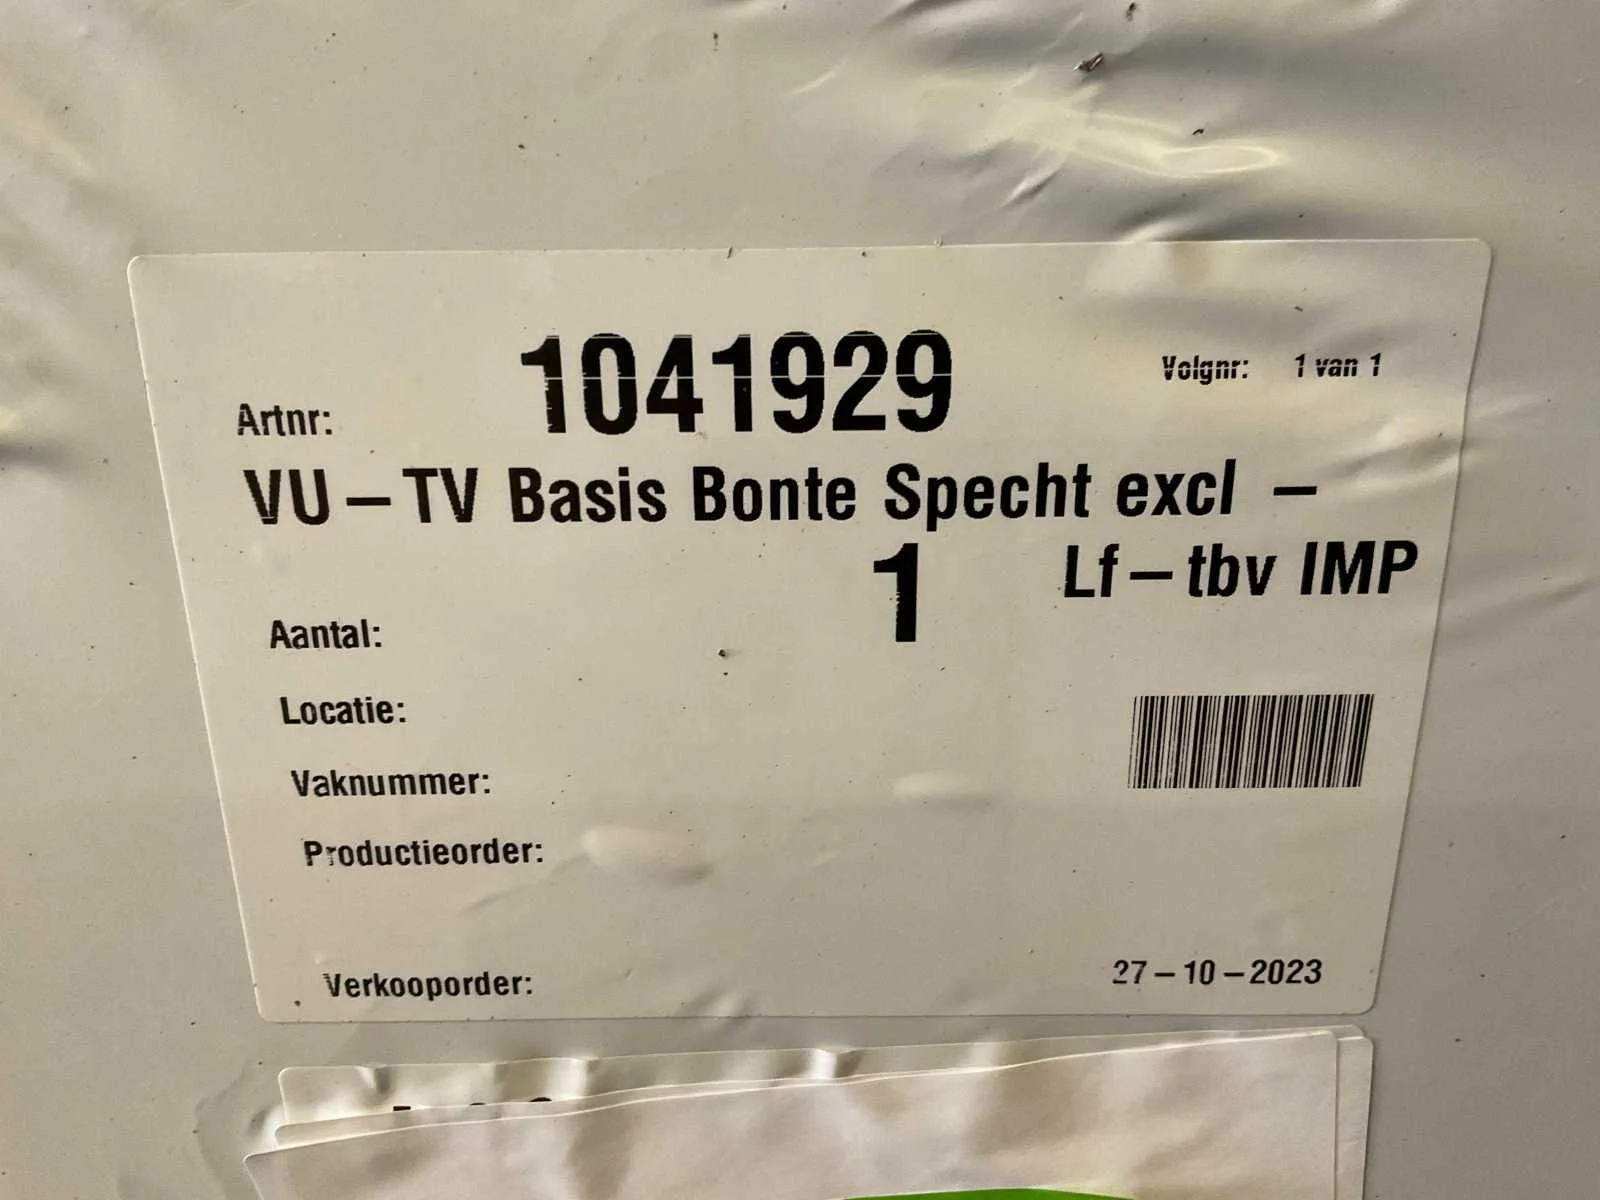 Artnr: 1041929 Volgnr: 1 van 1
VU-TV Basis Bonte Specht excl -
Lf-tbv IMP
Aantal: 1
Locatie:
Vaknummer:
Productieorder:
Verkooporder: 27-10-2023